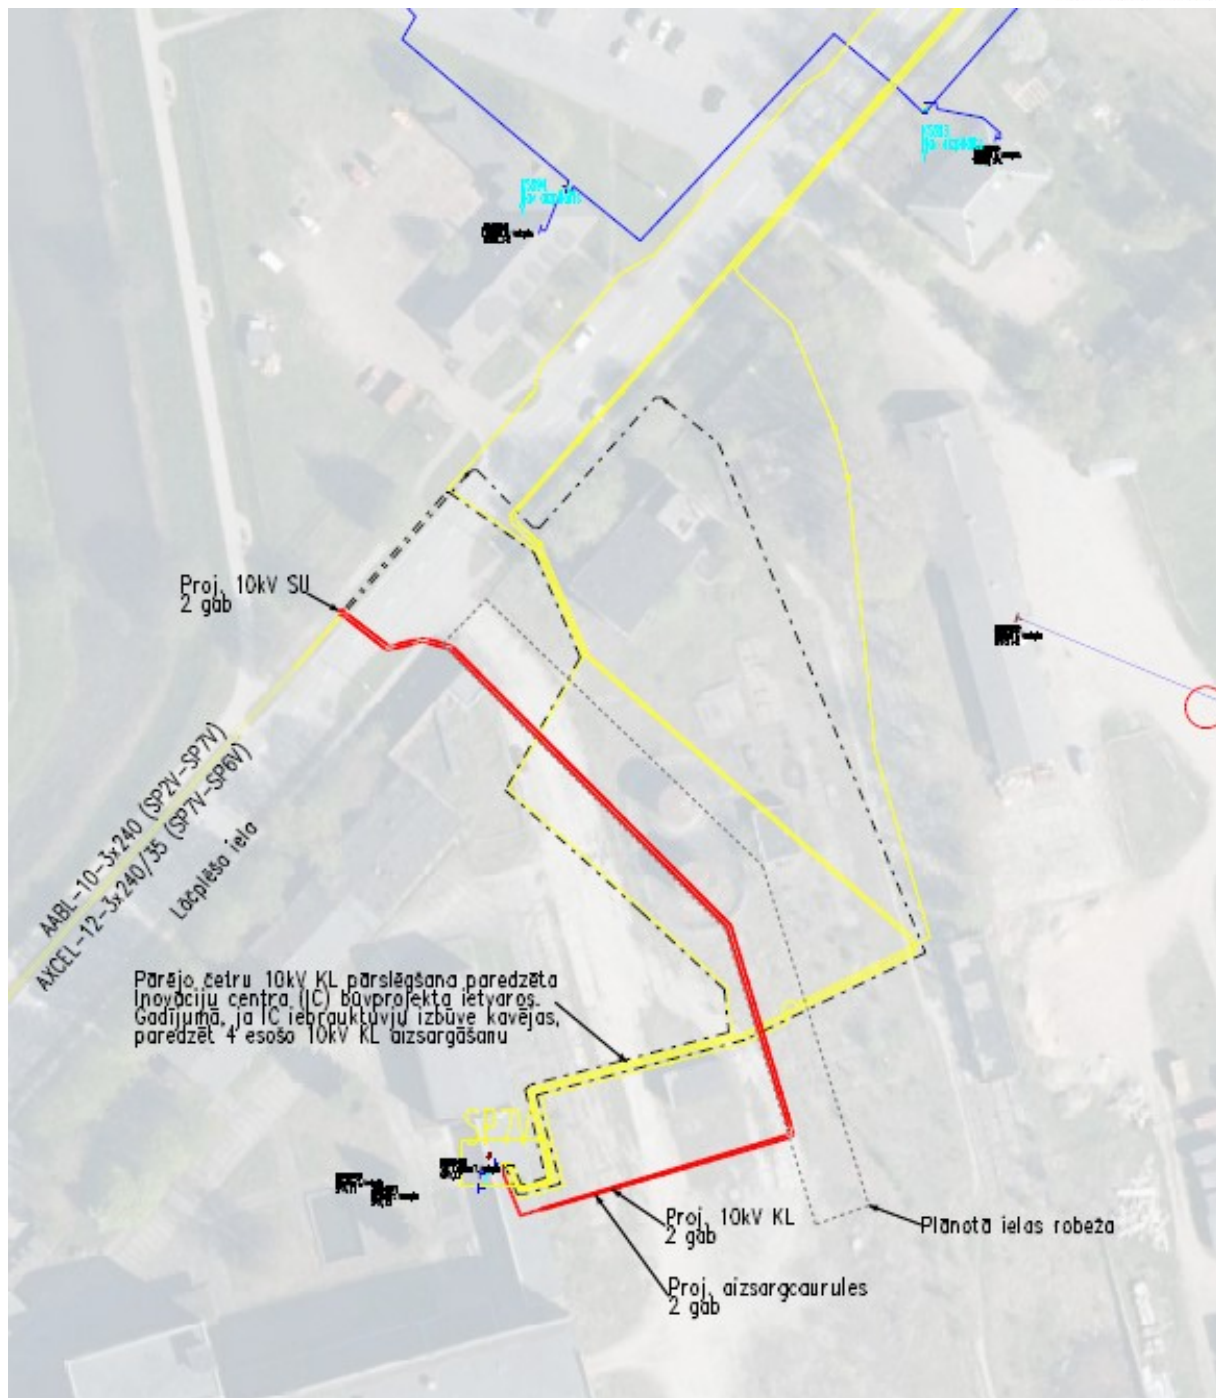 Proj. 10kV SU
2 gab
AABL-10-3x240 (SP2V-SP7V)
AXCEL-12-3x240/35 (SP7V-SP6V)
Lāčplēša iela
Pārējo četru 10kV KL pārslēgšana paredzēta
Inovāciju centra (IC) būvprojekta ietvaros.
Gadījumā, ja IC iebrauktuvju izbūve kavējas,
paredzēt 4 esošo 10kV KL aizsargāšanu
SP7V
Proj. 10kV KL
2 gab
Plānotā ielas robeža
Proj. aizsargcaurules
2 gab